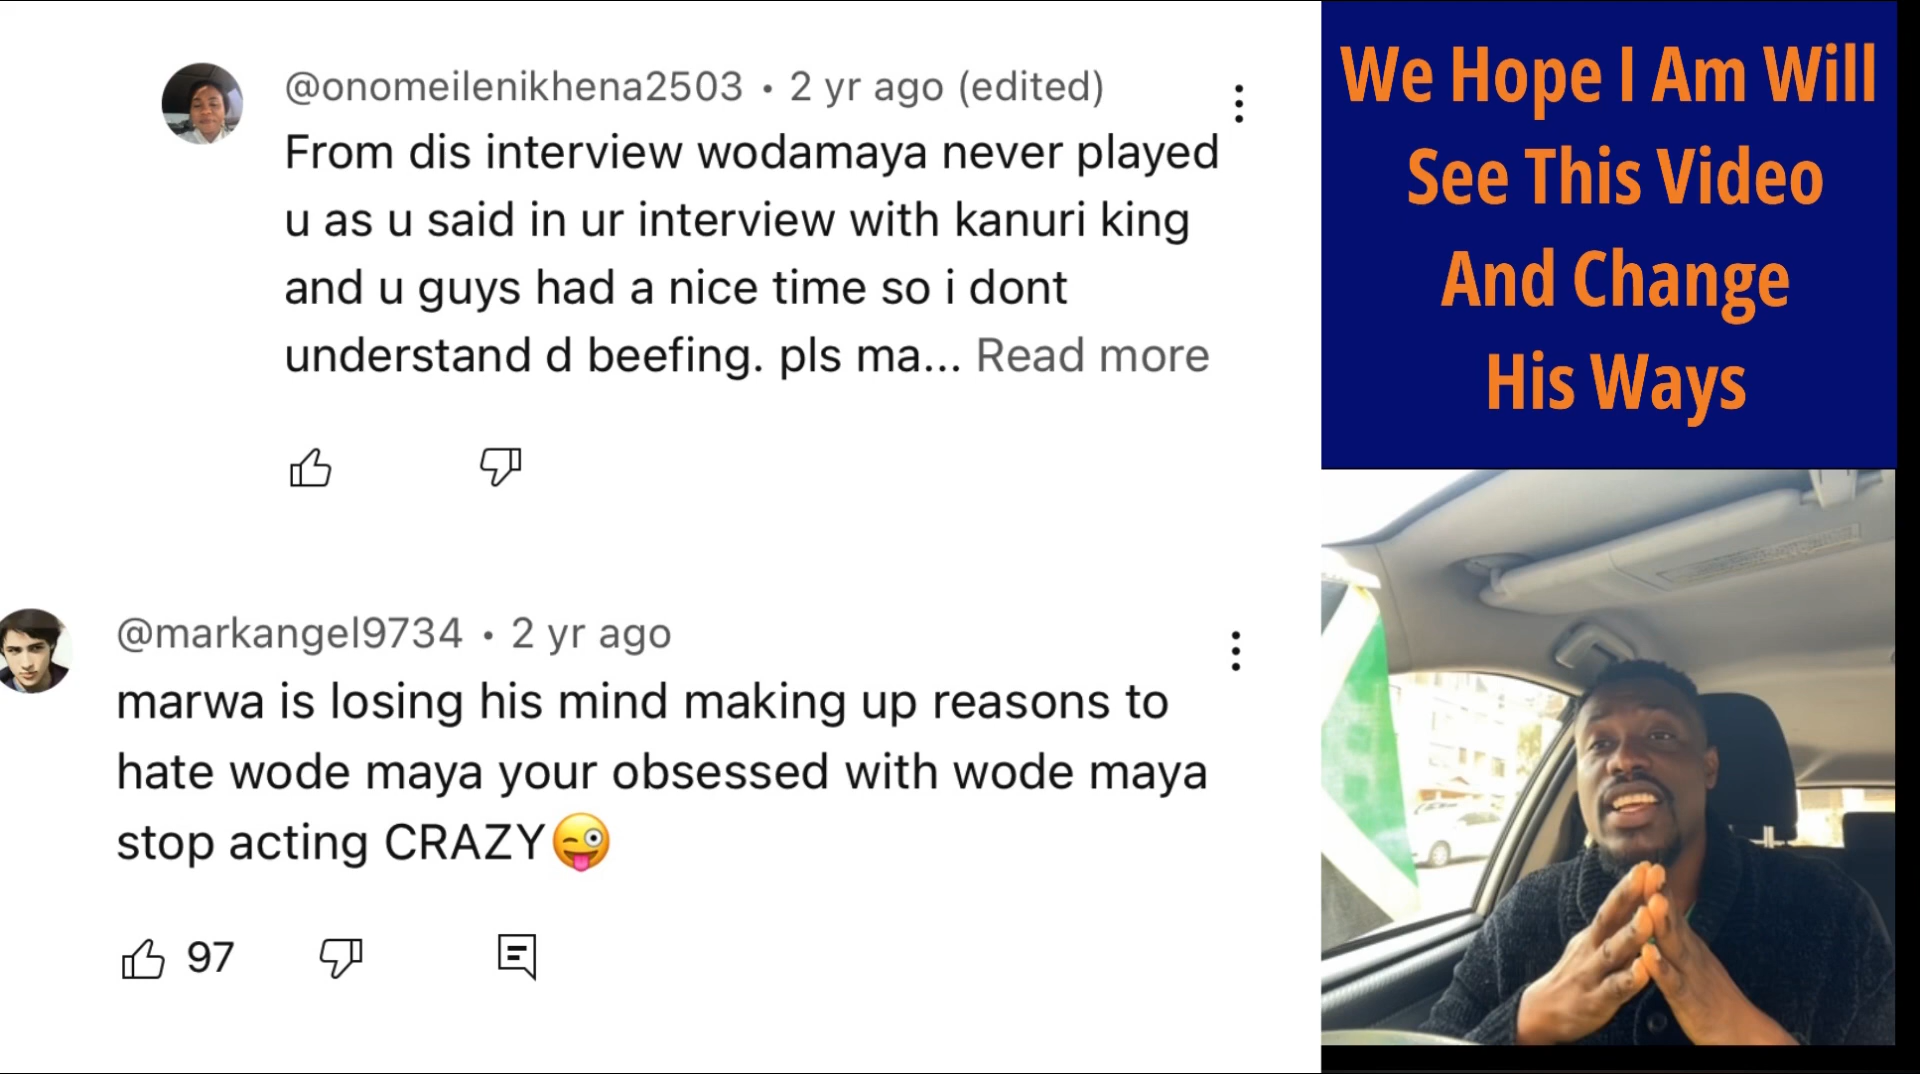 @onomeilenikhena2503 • 2 yr ago (edited)
From dis interview wodamaya never played
u as u said in ur interview with kanuri king
and u guys had a nice time so i dont
understand d beefing. pls ma... Read more
@markangel9734 • 2 yr ago
marwa is losing his mind making up reasons to
hate wode maya your obsessed with wode maya
stop acting CRAZY😜
97
We Hope I Am Will
See This Video
And Change
His Ways